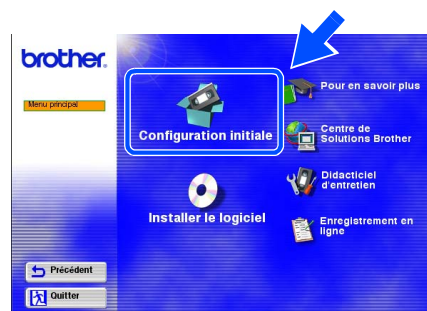 brother.
Menu principal
Configuration initiale
Installer le logiciel
Pour en savoir plus
Centre de
Solutions Brother
Didacticiel
d'entretien
Enregistrement en
ligne
Précédent
Quitter